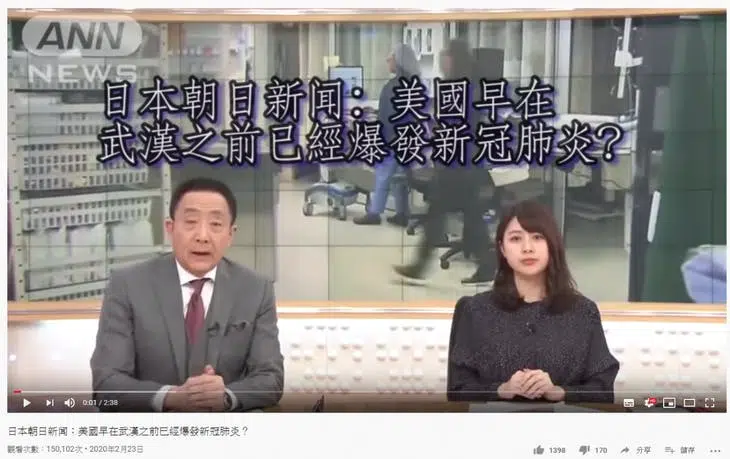 ANN
NEWS
日本朝日新闻：美國早在
武漢之前已經爆發新冠肺炎?
0:01 / 2:38
日本朝日新闻：美國早在武漢之前已經爆發新冠肺炎？
觀看次數：150,102次・2020年2月23日
1398
170
分享
儲存